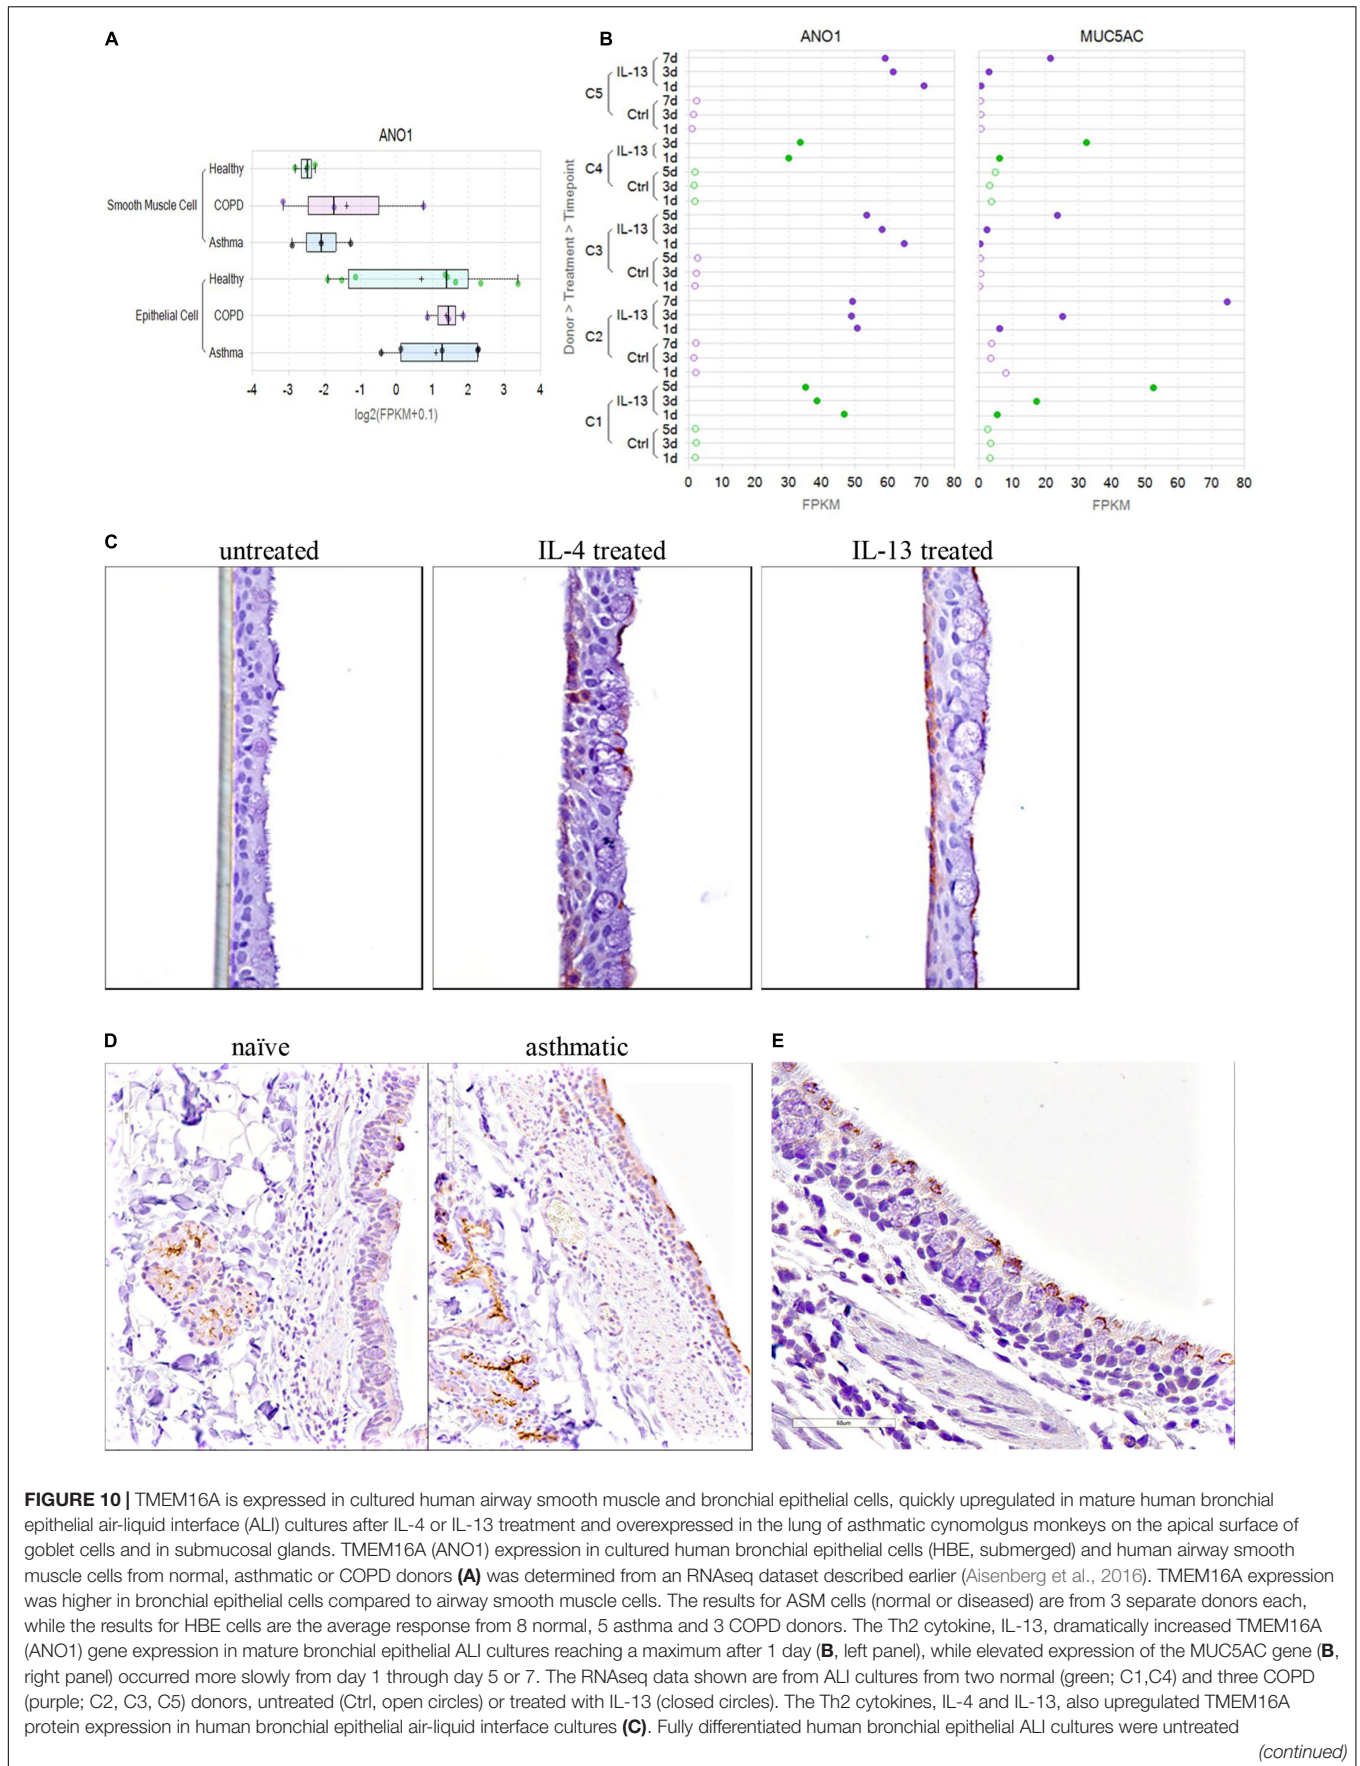 A
ANO1
Smooth Muscle Cell
Healthy
COPD
Asthma
Epithelial Cell
Healthy
COPD
Asthma
-4 -3 -2 -1 0 1 2 3 4
log2(FPKM+0.1)
B
ANO1 MUC5AC
Donor > Treatment > Timepoint
C5
IL-13
7d
3d
1d
Ctrl
7d
3d
1d
C4
IL-13
3d
1d
Ctrl
5d
3d
1d
C3
IL-13
5d
3d
1d
Ctrl
5d
3d
1d
C2
IL-13
7d
3d
1d
Ctrl
7d
3d
1d
C1
IL-13
5d
3d
1d
Ctrl
5d
3d
1d
0 10 20 30 40 50 60 70 80 0 10 20 30 40 50 60 70 80
FPKM FPKM
C
untreated IL-4 treated IL-13 treated
D
naïve asthmatic
E
60um
FIGURE 10 | TMEM16A is expressed in cultured human airway smooth muscle and bronchial epithelial cells, quickly upregulated in mature human bronchial
epithelial air-liquid interface (ALI) cultures after IL-4 or IL-13 treatment and overexpressed in the lung of asthmatic cynomolgus monkeys on the apical surface of
goblet cells and in submucosal glands. TMEM16A (ANO1) expression in cultured human bronchial epithelial cells (HBE, submerged) and human airway smooth
muscle cells from normal, asthmatic or COPD donors (A) was determined from an RNAseq dataset described earlier (Aisenberg et al., 2016). TMEM16A expression
was higher in bronchial epithelial cells compared to airway smooth muscle cells. The results for ASM cells (normal or diseased) are from 3 separate donors each,
while the results for HBE cells are the average response from 8 normal, 5 asthma and 3 COPD donors. The Th2 cytokine, IL-13, dramatically increased TMEM16A
(ANO1) gene expression in mature bronchial epithelial ALI cultures reaching a maximum after 1 day (B, left panel), while elevated expression of the MUC5AC gene (B,
right panel) occurred more slowly from day 1 through day 5 or 7. The RNAseq data shown are from ALI cultures from two normal (green; C1,C4) and three COPD
(purple; C2, C3, C5) donors, untreated (Ctrl, open circles) or treated with IL-13 (closed circles). The Th2 cytokines, IL-4 and IL-13, also upregulated TMEM16A
protein expression in human bronchial epithelial air-liquid interface cultures (C). Fully differentiated human bronchial epithelial ALI cultures were untreated
(continued)